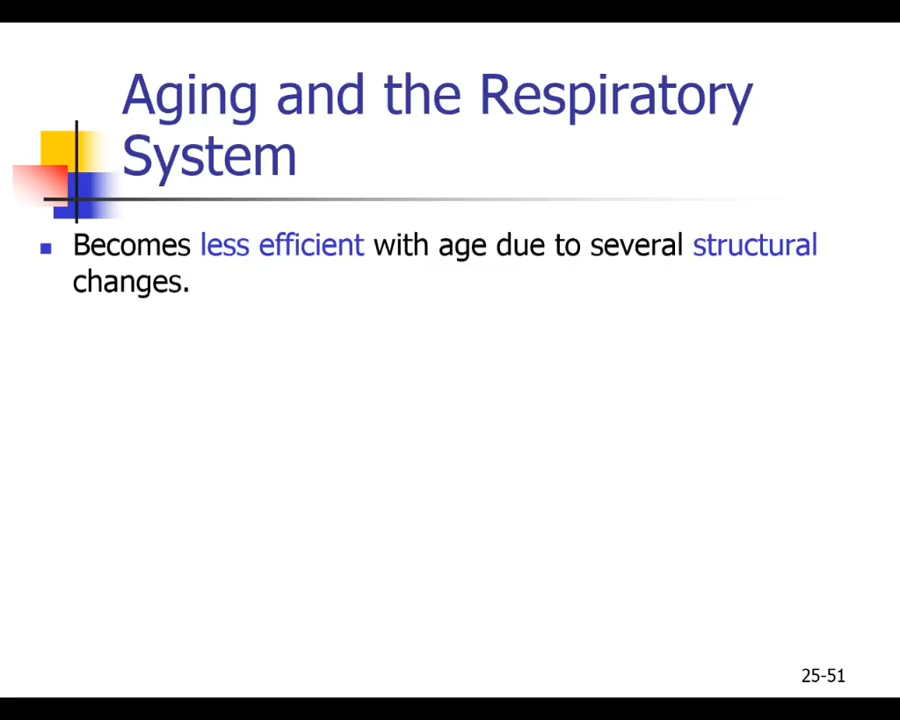 Aging and the Respiratory
System
Becomes less efficient with age due to several structural
changes.
25-51